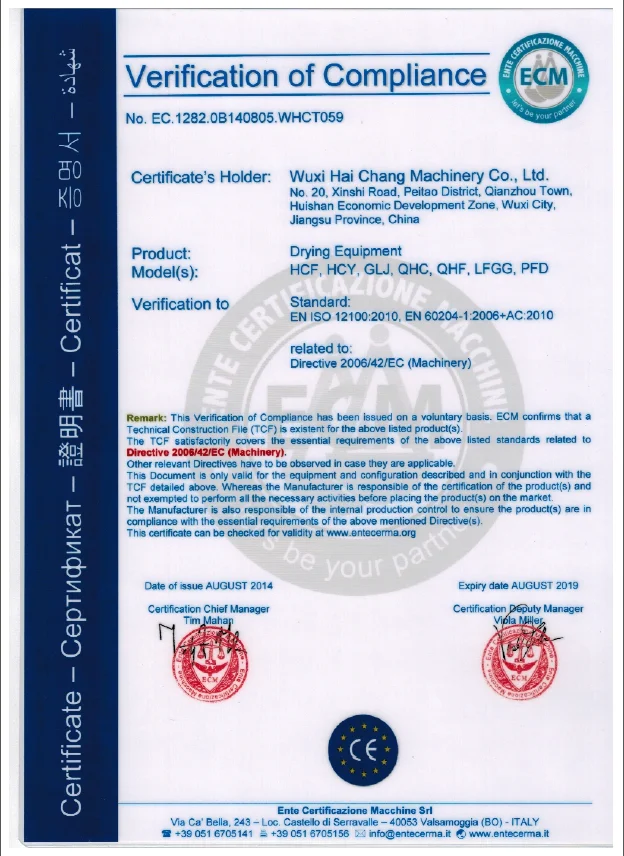 Certificate – Сертификат – 證明書 – Certificat – 증명서 – شهادة
Verification of Compliance
ENTE CERTIFICAZIONE MACCHINE
ECM
let's be your partner
No. EC.1282.0B140805.WHCT059
Certificate's Holder:
Wuxi Hai Chang Machinery Co., Ltd.
No. 20, Xinshi Road, Peitao District, Qianzhou Town,
Huishan Economic Development Zone, Wuxi City,
Jiangsu Province, China
Product:
Drying Equipment
Model(s):
HCF, HCY, GLJ, QHC, QHF, LFGG, PFD
Verification to
Standard:
EN ISO 12100:2010, EN 60204-1:2006+AC:2010
related to:
Directive 2006/42/EC (Machinery)
ENTE CERTIFICAZIONE MACCHINE
ECM
let's be your partner
Remark: This Verification of Compliance has been issued on a voluntary basis. ECM confirms that a
Technical Construction File (TCF) is existent for the above listed product(s).
The TCF satisfactorily covers the essential requirements of the above listed standards related to
Directive 2006/42/EC (Machinery).
Other relevant Directives have to be observed in case they are applicable.
This Document is only valid for the equipment and configuration described and in conjunction with the
TCF detailed above. Whereas the Manufacturer is responsible of the certification of the product(s) and
not exempted to perform all the necessary activities before placing the product(s) on the market.
The Manufacturer is also responsible of the internal production control to ensure the product(s) are in
compliance with the essential requirements of the above mentioned Directive(s).
This certificate can be checked for validity at www.entecerma.org
Date of issue AUGUST 2014
Expiry date AUGUST 2019
Certification Chief Manager
Tim Mahan
Certification Deputy Manager
Viola Miller
ECM
ECM
CE
Ente Certificazione Macchine Srl
Via Ca' Bella, 243 – Loc. Castello di Serravalle – 40053 Valsamoggia (BO) - ITALY
+39 051 6705141 +39 051 6705156 info@entecerma.it www.entecerma.it